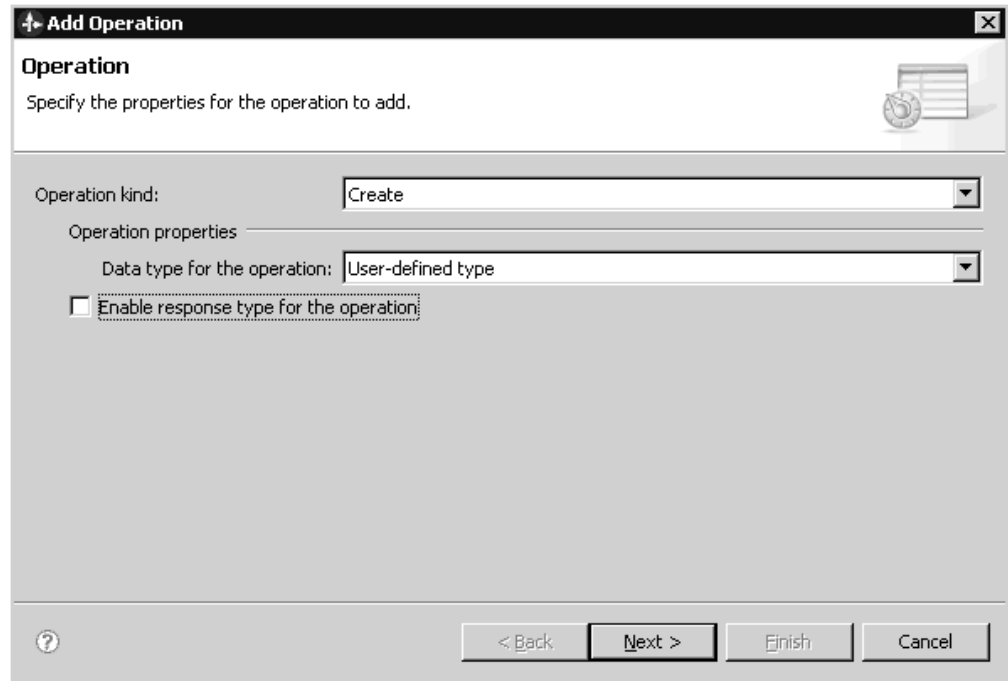 Add Operation
Operation
Specify the properties for the operation to add.
Operation kind: Create
Operation properties
Data type for the operation: User-defined type
Enable response type for the operation
? < Back Next > Finish Cancel